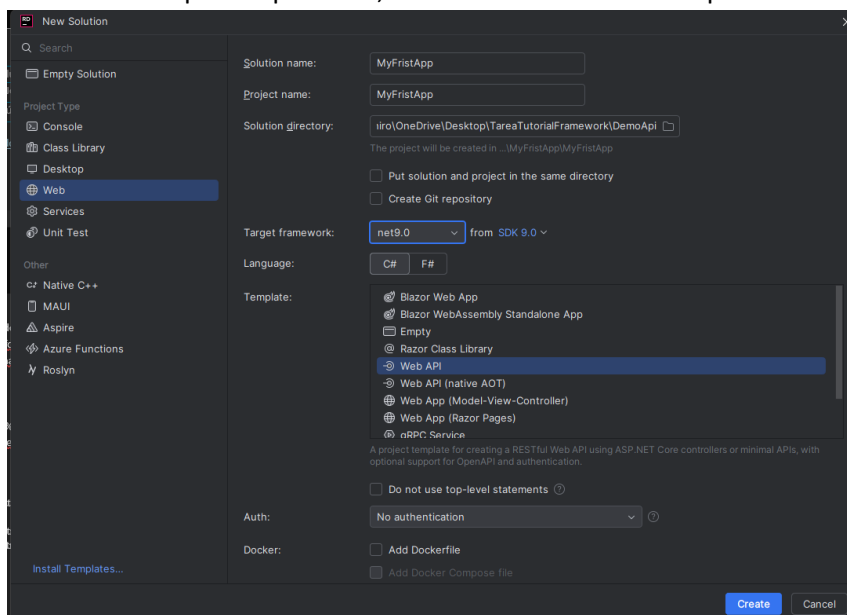 New Solution
Search
Empty Solution
Project Type
Console
Class Library
Desktop
Web
Services
Unit Test
Other
Native C++
MAUI
Aspire
Azure Functions
Roslyn
Install Templates...
Solution name: MyFristApp
Project name: MyFristApp
Solution directory: iiro\OneDrive\Desktop\TareaTutorialFramework\DemoApi
The project will be created in ...\MyFristApp\MyFristApp
Put solution and project in the same directory
Create Git repository
Target framework: net9.0 from SDK 9.0
Language: C# F#
Template:
Blazor Web App
Blazor WebAssembly Standalone App
Empty
Razor Class Library
Web API
Web API (native AOT)
Web App (Model-View-Controller)
Web App (Razor Pages)
gRPC Service
A project template for creating a RESTful Web API using ASP.NET Core controllers or minimal APIs, with
optional support for OpenAPI and authentication.
Do not use top-level statements
Auth: No authentication
Docker: Add Dockerfile
Add Docker Compose file
Create Cancel